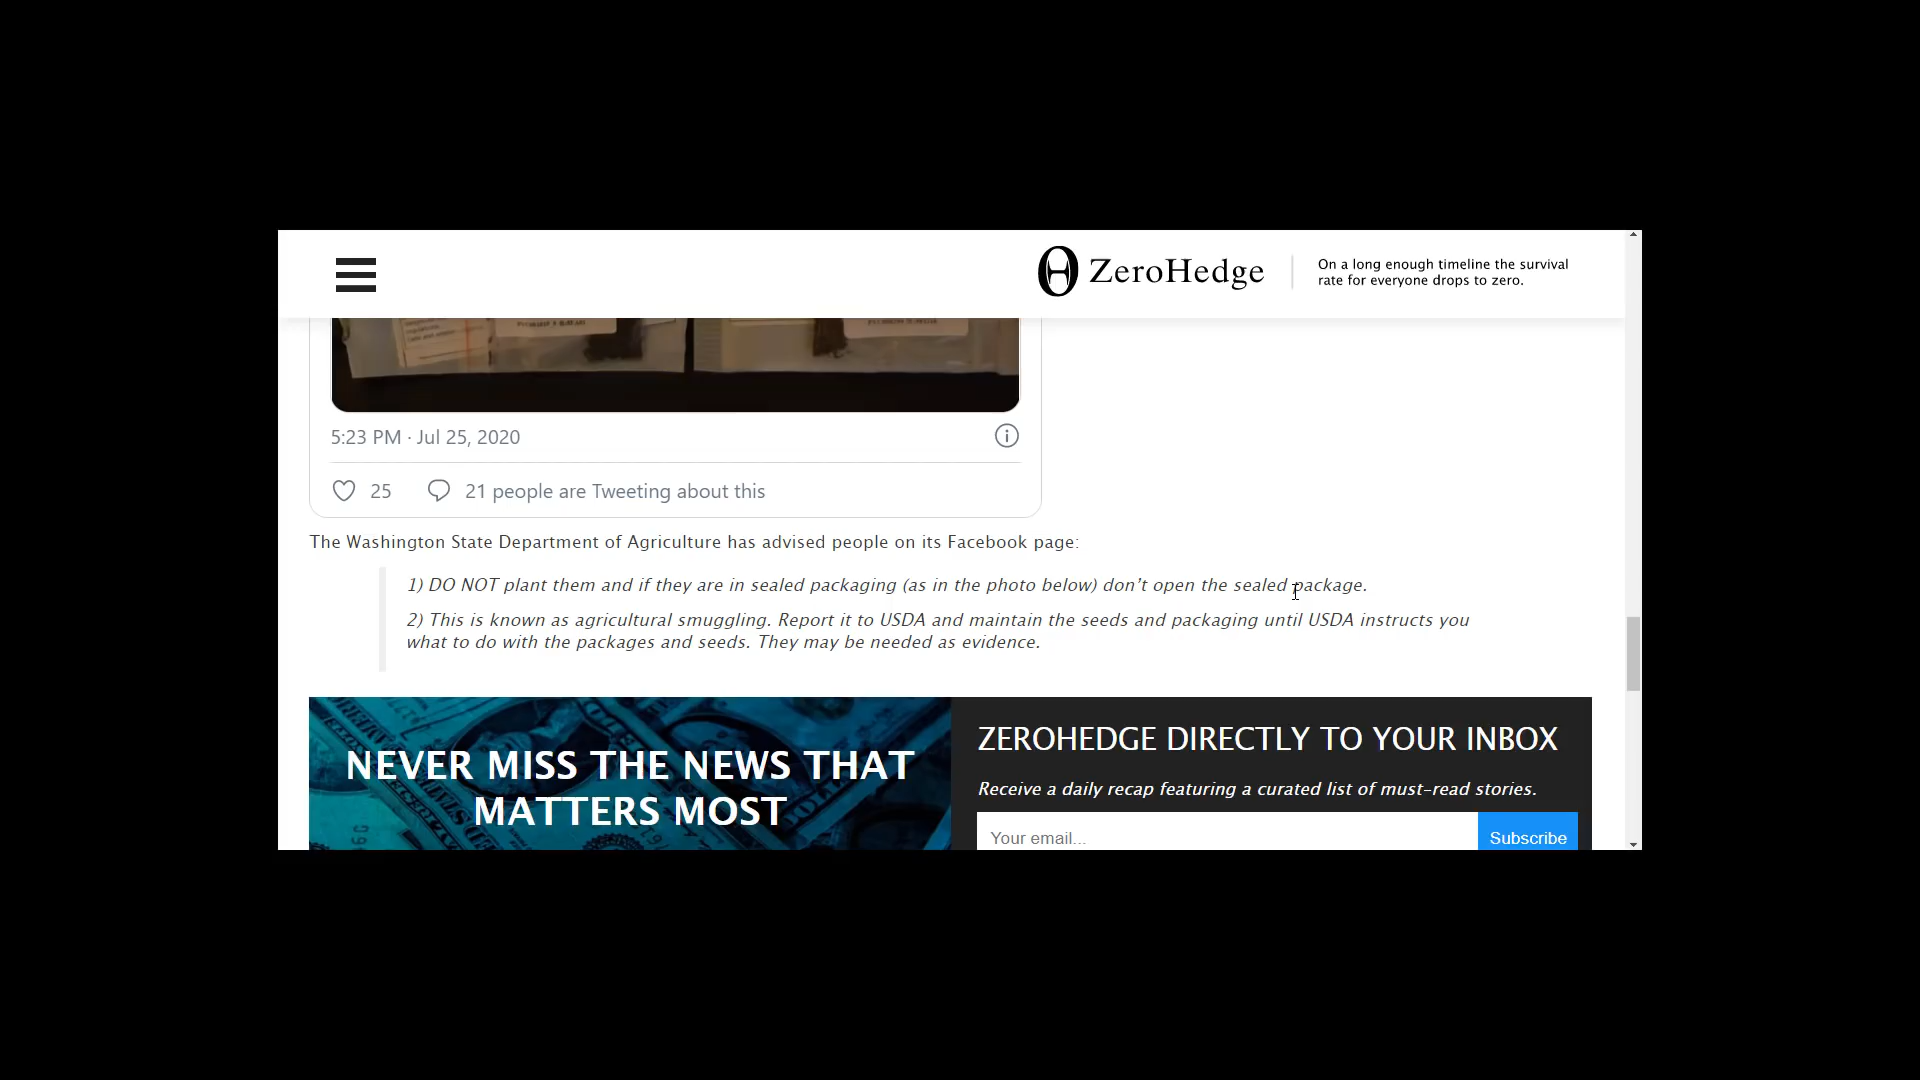 ZeroHedge
On a long enough timeline the survival
rate for everyone drops to zero.
5:23 PM · Jul 25, 2020
25
21 people are Tweeting about this
The Washington State Department of Agriculture has advised people on its Facebook page:
1) DO NOT plant them and if they are in sealed packaging (as in the photo below) don’t open the sealed package.
2) This is known as agricultural smuggling. Report it to USDA and maintain the seeds and packaging until USDA instructs you
what to do with the packages and seeds. They may be needed as evidence.
NEVER MISS THE NEWS THAT
MATTERS MOST
ZEROHEDGE DIRECTLY TO YOUR INBOX
Receive a daily recap featuring a curated list of must-read stories.
Your email...
Subscribe